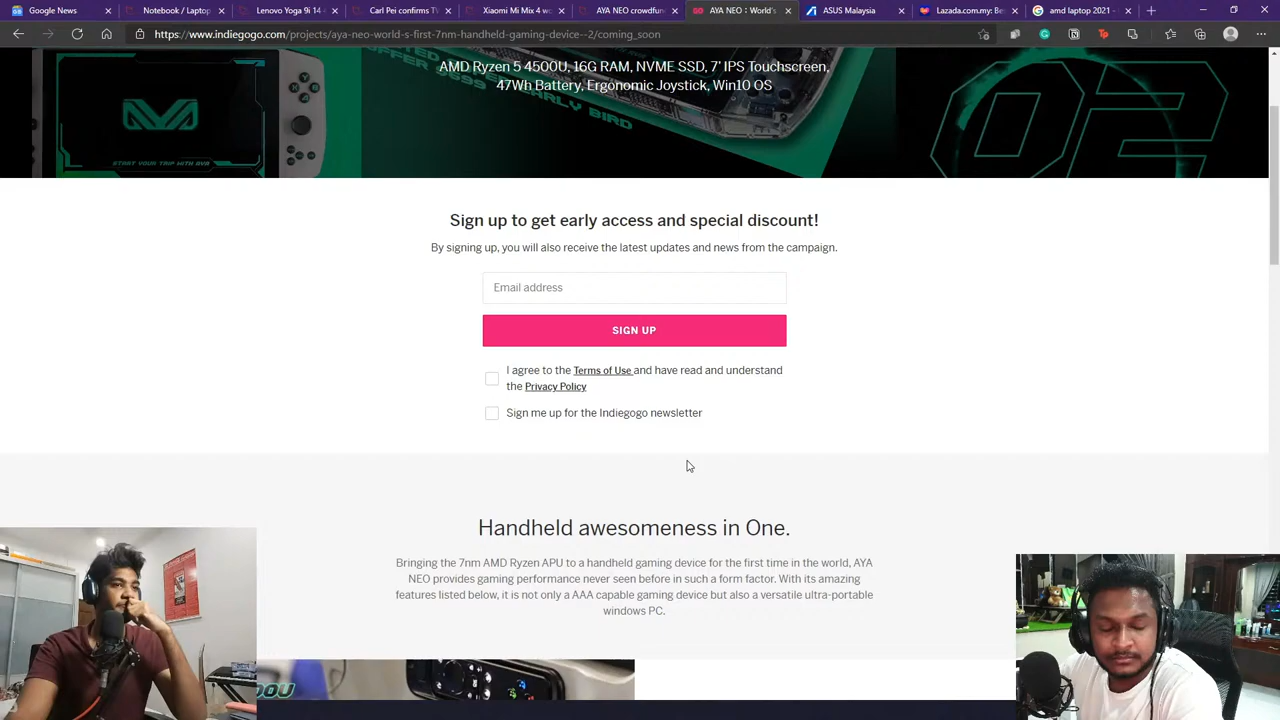 Google News
Notebook / Laptop
Lenovo Yoga 9i 14
Carl Pei confirms T
Xiaomi Mi Mix 4 w
AYA NEO crowdfun
AYA NEO : World's
ASUS Malaysia
Lazada.com.my: Be
amd laptop 2021 -
https://www.indiegogo.com/projects/aya-neo-world-s-first-7nm-handheld-gaming-device--2/coming_soon
AMD Ryzen 5 4500U, 16G RAM, NVME SSD, 7' IPS Touchscreen,
47Wh Battery, Ergonomic Joystick, Win10 OS
BIRD
START YOUR TRIP WITH AYA
02
Sign up to get early access and special discount!
By signing up, you will also receive the latest updates and news from the campaign.
Email address
SIGN UP
I agree to the Terms of Use and have read and understand
the Privacy Policy
Sign me up for the Indiegogo newsletter
Handheld awesomeness in One.
Bringing the 7nm AMD Ryzen APU to a handheld gaming device for the first time in the world, AYA
NEO provides gaming performance never seen before in such a form factor. With its amazing
features listed below, it is not only a AAA capable gaming device but also a versatile ultra-portable
windows PC.